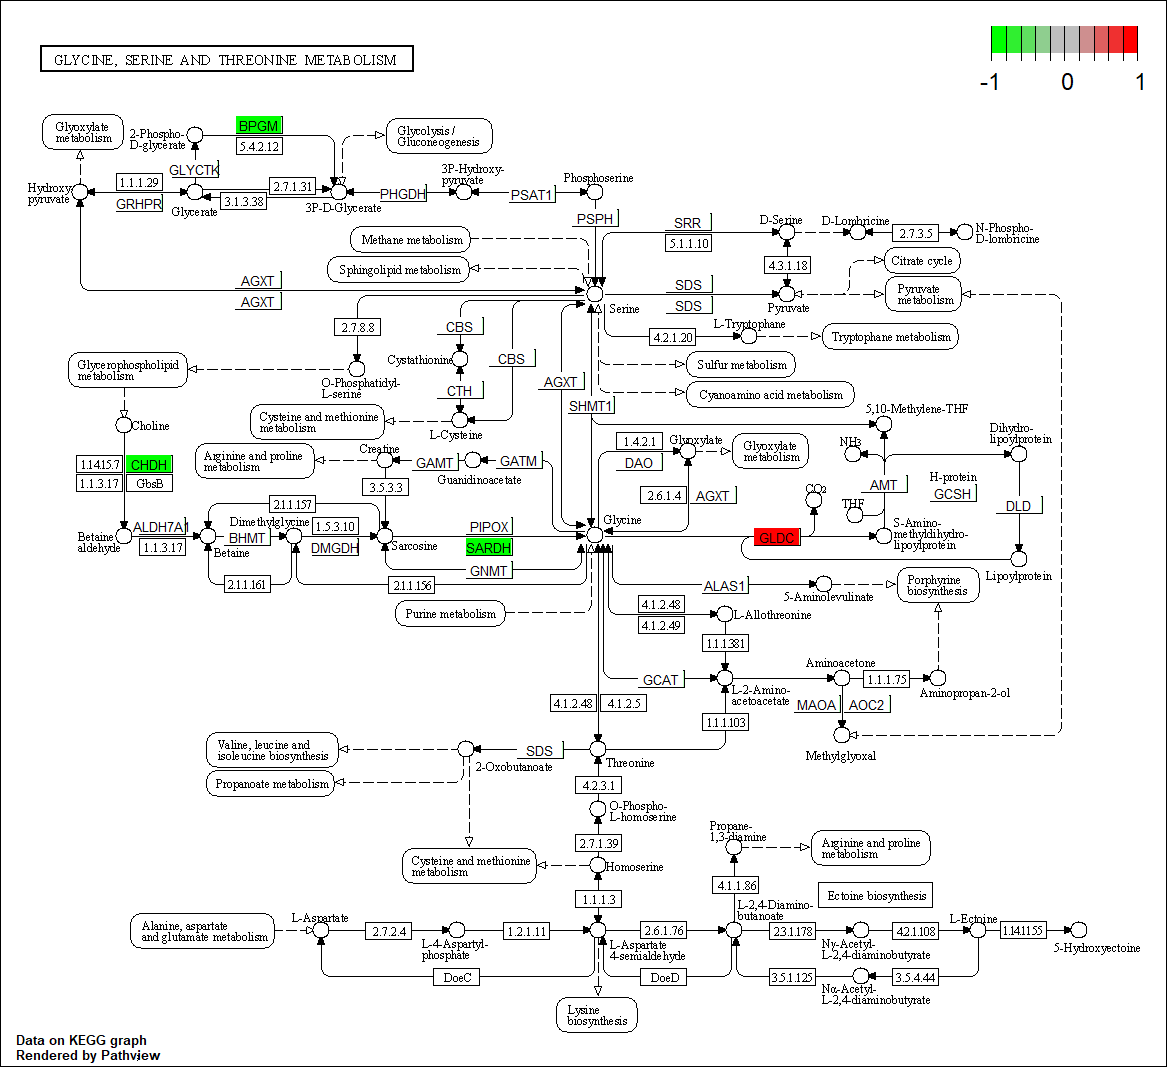 GLYCINE, SERINE AND THREONINE METABOLISM
-1
0
1
Glyoxylate
metabolism
2-Phospho-
D-glycerate
BPGM
5.4.2.12
Glycolysis /
Gluconeogenesis
GLYCTK
Hydroxy
pyruvate
1.1.1.29
GRHPR
Glycerate
2.7.1.31
3.1.3.38
3P-D-Glycerate
PHGDH
3P-Hydroxy-
pyruvate
PSAT1
Phosphoserine
PSPH
Methane metabolism
Sphingolipid metabolism
SRR
5.1.1.10
D-Serine
D-Lombricine
2.7.3.5
N-Phospho-
D-lombricine
4.3.1.18
Citrate cycle
AGXT
AGXT
Serine
SDS
SDS
Pyruvate
Pyruvate
metabolism
2.7.8.8
CBS
CBS
4.2.1.20
L-Tryptophane
Tryptophane metabolism
Glycerophospholipid
metabolism
O-Phosphatidyl-
L-serine
Cystathionine
CTH
AGXT
SHMT1
Sulfur metabolism
Cyanoamino acid metabolism
Choline
Cysteine and methionine
metabolism
L-Cysteine
5,10-Methylene-THF
Arginine and proline
metabolism
Creatine
GAMT
Guanidinoacetate
GATM
1.4.2.1
DAO
Glyoxylate
Glyoxylate
metabolism
NH3
Dihydro-
lipoylprotein
1.14.15.7
CHDH
1.1.3.17
GbsB
3.5.3.3
2.6.1.4
AGXT
CO2
THF
AMT
H-protein
GCSH
DLD
2.1.1.157
Betaine
aldehyde
ALDH7A1
1.1.3.17
BHMT
Betaine
Dimethylglycine
1.5.3.10
DMGDH
Sarcosine
PIPOX
SARDH
GNMT
Glycine
GLDC
S-Amino-
methyldihydro-
lipoylprotein
Lipoylprotein
2.1.1.161
2.1.1.156
Purine metabolism
ALAS1
5-Aminolevulinate
Porphyrine
biosynthesis
4.1.2.48
4.1.2.49
L-Allothreonine
1.1.1.381
GCAT
L-2-Amino-
acetoacetate
Aminoacetone
1.1.1.75
Aminopropan-2-ol
MAOA
AOC2
4.1.2.48
4.1.2.5
1.1.1.103
Methylglyoxal
Valine, leucine and
isoleucine biosynthesis
Propanoate metabolism
2-Oxobutanoate
SDS
Threonine
4.2.3.1
O-Phospho-
L-homoserine
2.7.1.39
Cysteine and methionine
metabolism
Homoserine
1.1.1.3
Propane-
1,3-diamine
Arginine and proline
metabolism
4.1.1.86
Ectoine biosynthesis
Alanine, aspartate
and glutamate metabolism
L-Aspartate
2.7.2.4
L-4-Aspartyl-
phosphate
1.2.1.11
L-Aspartate
4-semialdehyde
2.6.1.76
L-2,4-Diamino-
butanoate
2.3.1.178
Nγ-Acetyl-
L-2,4-diaminobutyrate
4.2.1.108
L-Ectoine
1.14.11.55
5-Hydroxyectoine
DoeC
DoeD
3.5.1.125
Nα-Acetyl-
L-2,4-diaminobutyrate
3.5.4.44
Lysine
biosynthesis
Data on KEGG graph
Rendered by Pathview